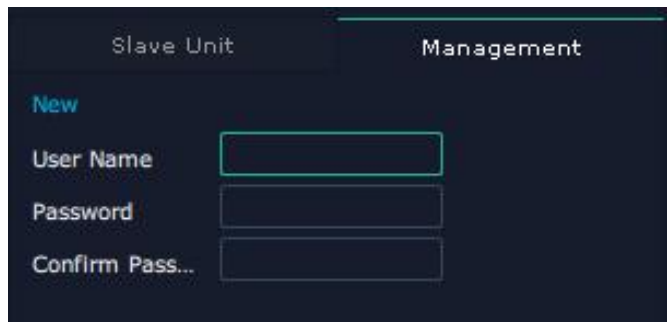 Slave Unit
Management
New
User Name
Password
Confirm Pass...